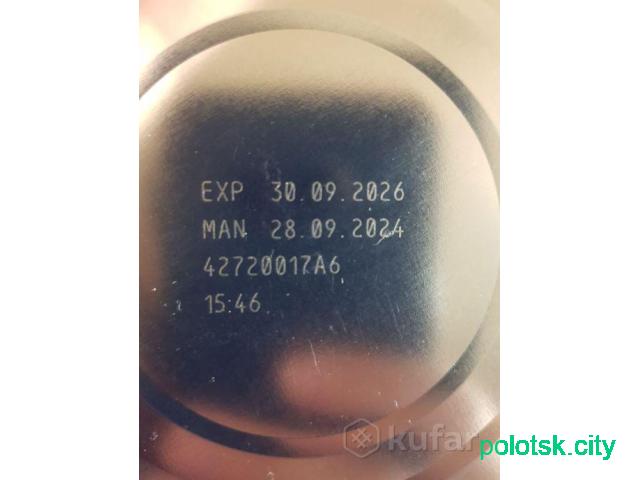 EXP 30.09.2026
MAN 28.09.2024
42720017A6
15:46
kufar
polotsk.city